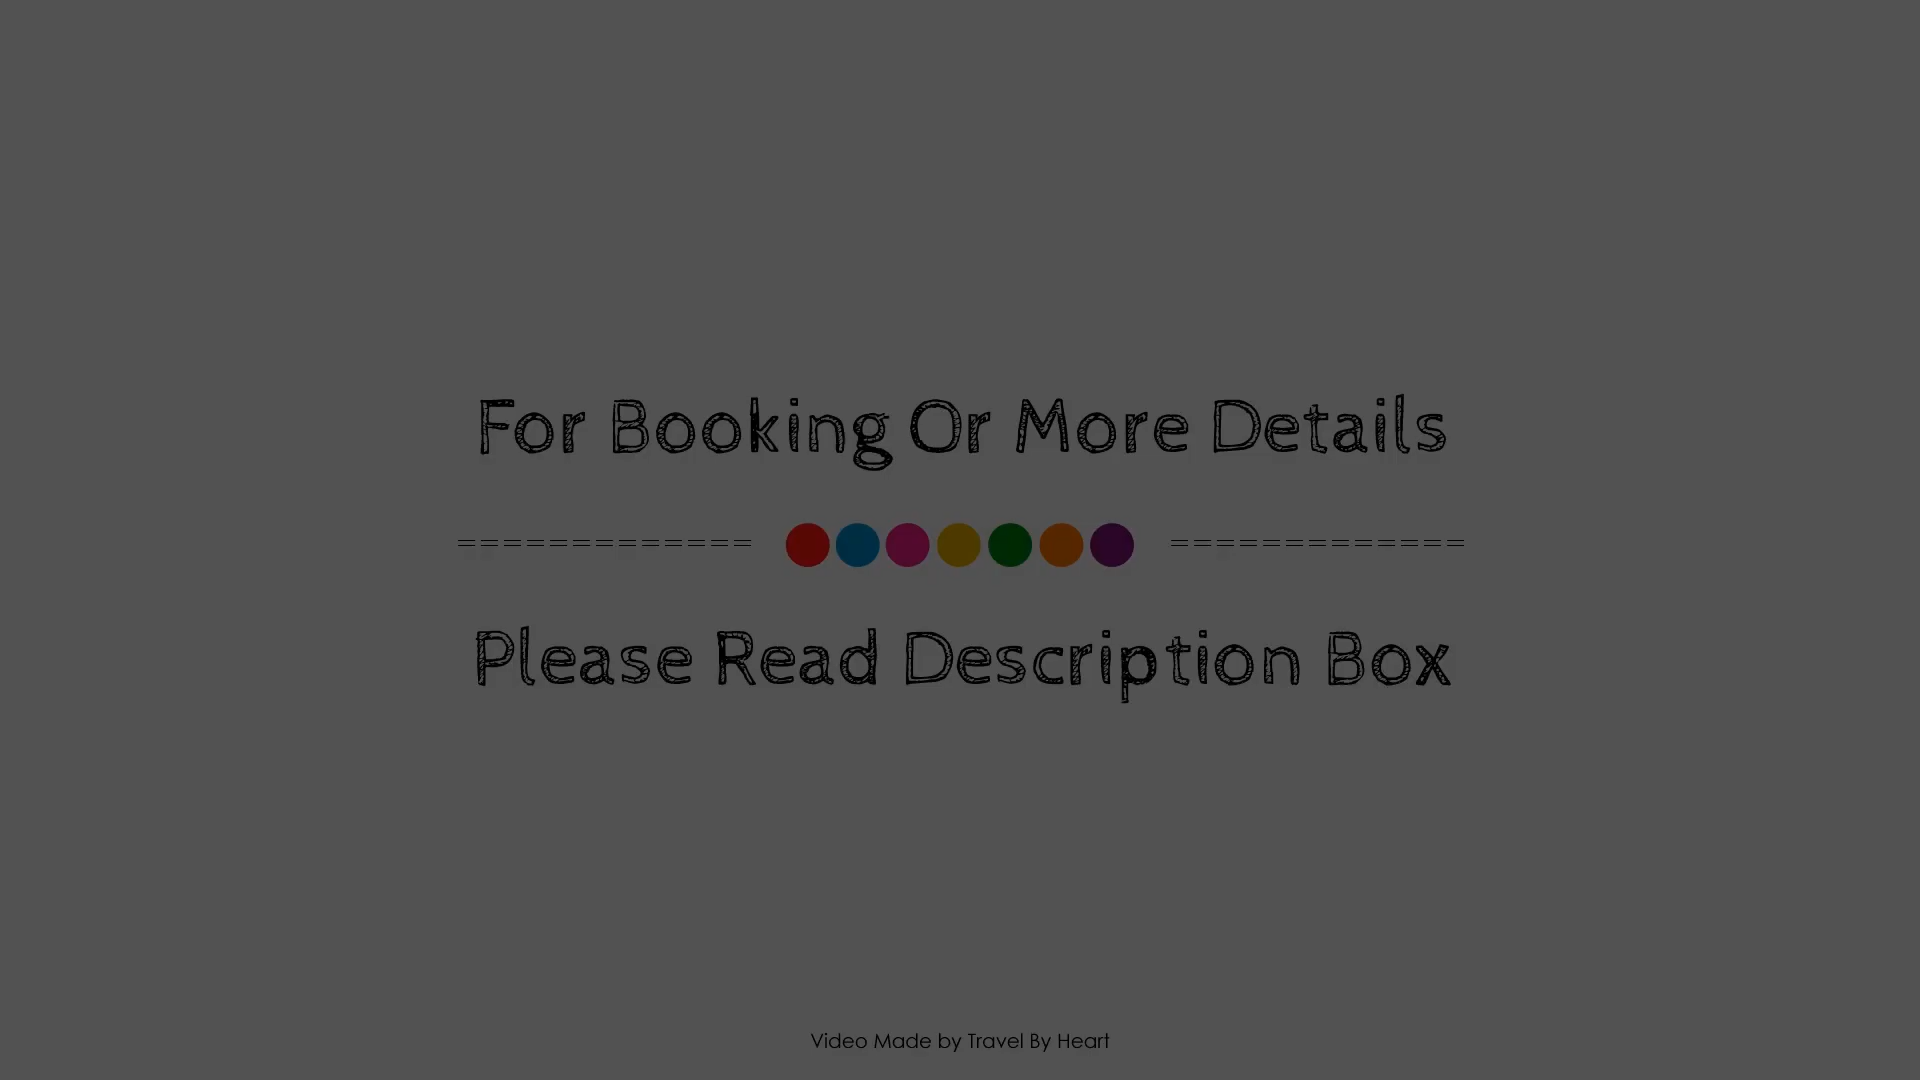 For Booking Or More Details
============= =============
Please Read Description Box
Video Made by Travel By Heart